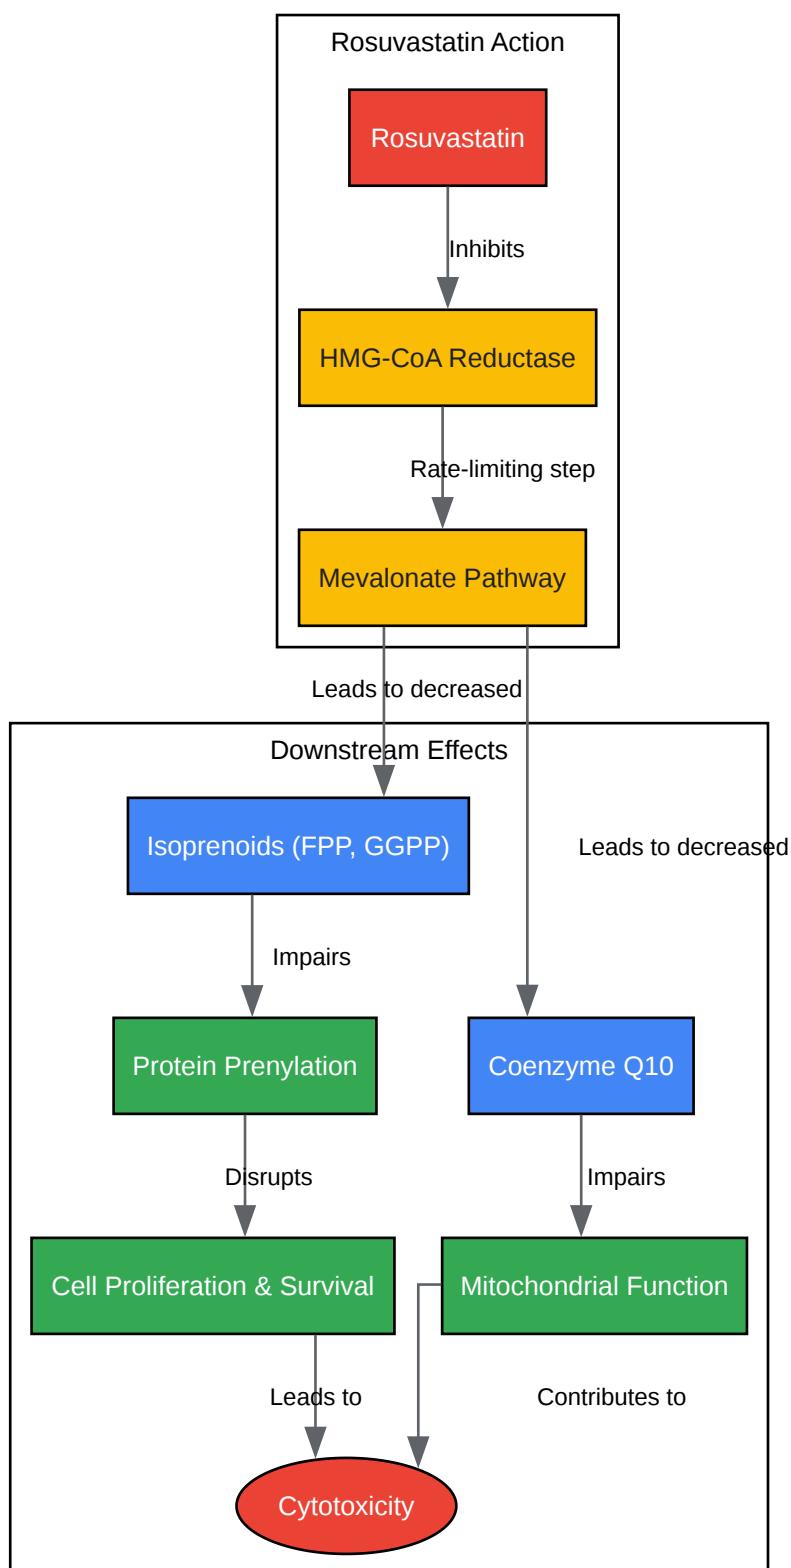 Rosuvastatin Action
Rosuvastatin
Inhibits
HMG-CoA Reductase
Rate-limiting step
Mevalonate Pathway
Leads to decreased
Downstream Effects
Isoprenoids (FPP, GGPP)
Leads to decreased
Impairs
Protein Prenylation
Coenzyme Q10
Disrupts
Impairs
Cell Proliferation & Survival
Mitochondrial Function
Leads to
Contributes to
Cytotoxicity